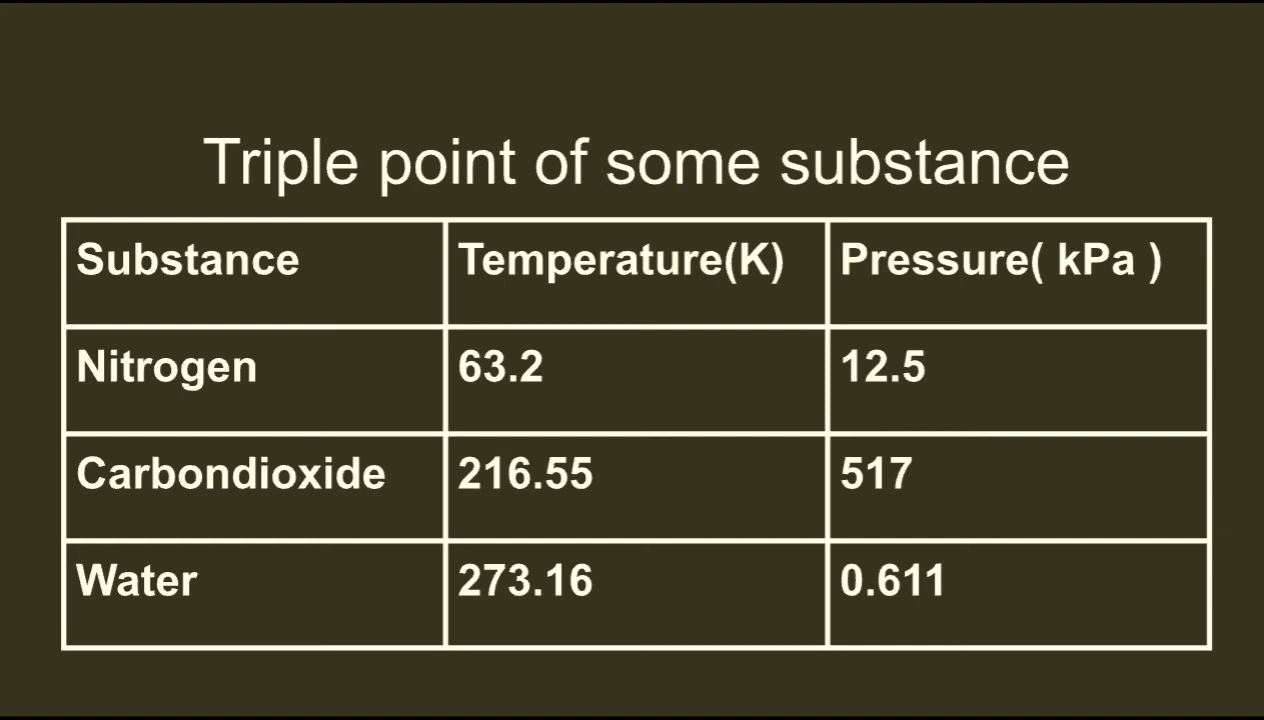 Triple point of some substance
Substance Temperature(K) Pressure( kPa )
Nitrogen 63.2 12.5
Carbondioxide 216.55 517
Water 273.16 0.611